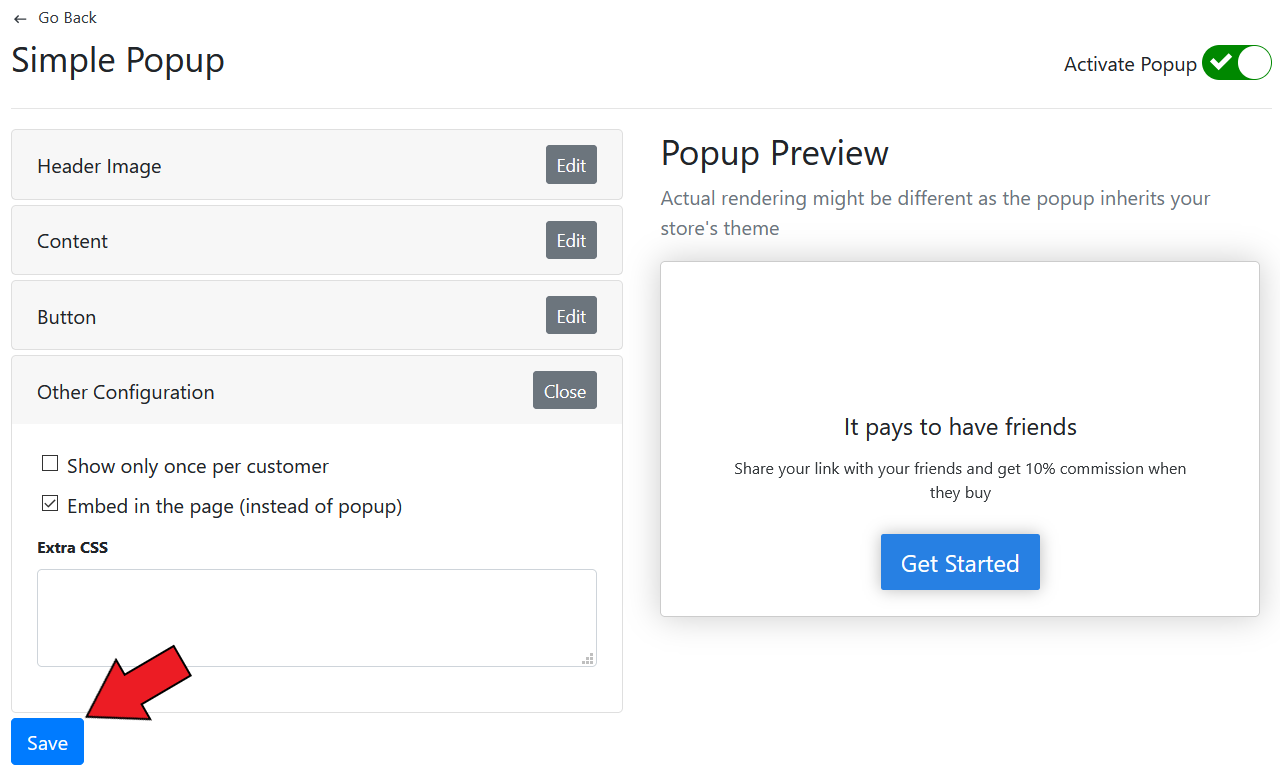 ← Go Back
Simple Popup
Activate Popup
Header Image
Edit
Content
Edit
Button
Edit
Other Configuration
Close
Show only once per customer
Embed in the page (instead of popup)
Extra CSS
Save
Popup Preview
Actual rendering might be different as the popup inherits your
store's theme
It pays to have friends
Share your link with your friends and get 10% commission when
they buy
Get Started